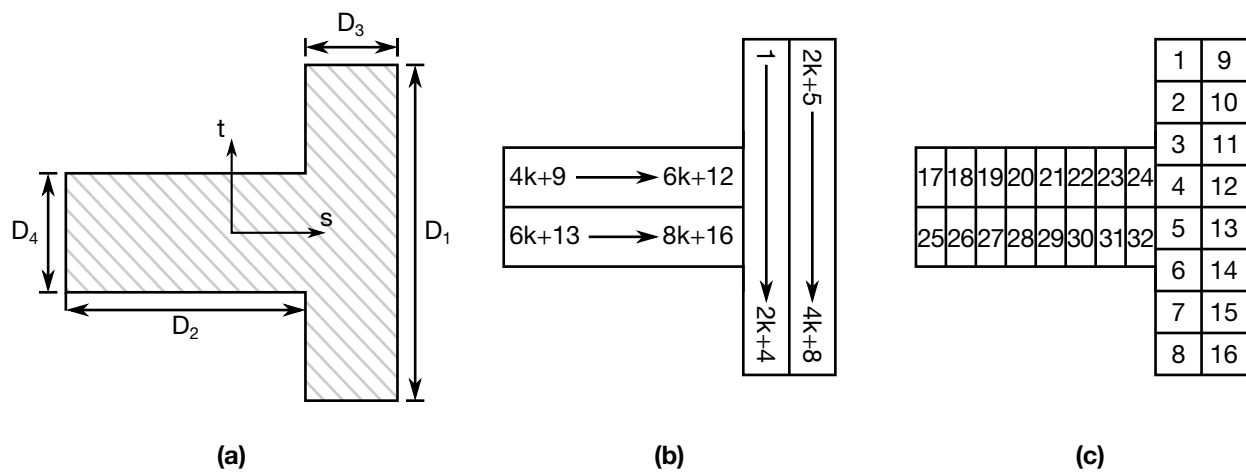 D3
t
s
D4
D1
D2
(a)
1
2k+5
4k+9
6k+12
6k+13
8k+16
2k+4
4k+8
(b)
1 9
2 10
3 11
17 18 19 20 21 22 23 24
4 12
5 13
25 26 27 28 29 30 31 32
6 14
7 15
8 16
(c)